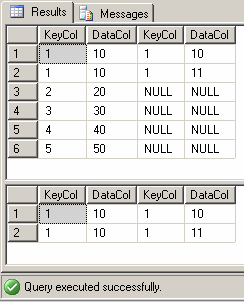 Results Messages
KeyCol DataCol KeyCol DataCol
1 1 10 1 10
2 1 10 1 11
3 2 20 NULL NULL
4 3 30 NULL NULL
5 4 40 NULL NULL
6 5 50 NULL NULL
KeyCol DataCol KeyCol DataCol
1 1 10 1 10
2 1 10 1 11
Query executed successfully.